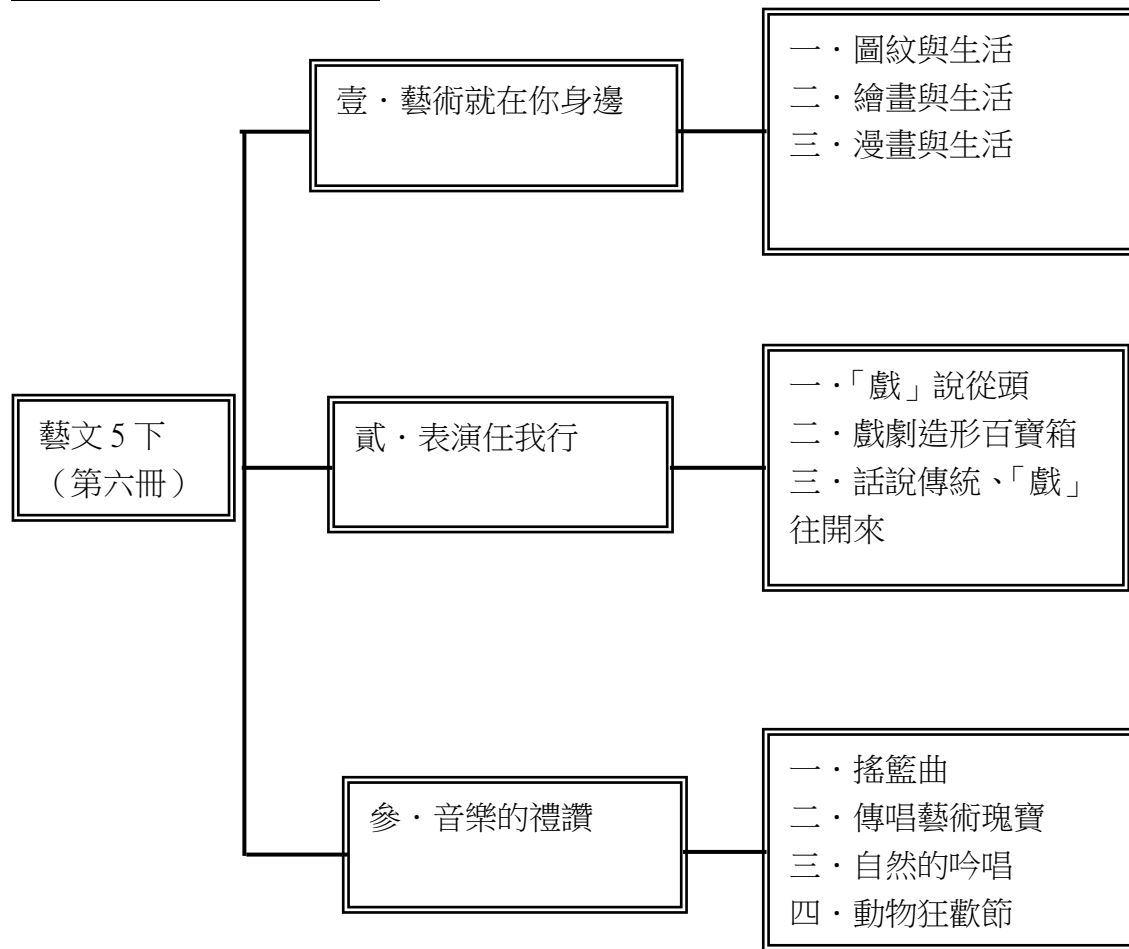 壹．藝術就在你身邊
一．圖紋與生活
二．繪畫與生活
三．漫畫與生活
藝文 5 下
（第六冊）
貳．表演任我行
一．「戲」說從頭
二．戲劇造形百寶箱
三．話說傳統、「戲」
往開來
參．音樂的禮讚
一．搖籃曲
二．傳唱藝術瑰寶
三．自然的吟唱
四．動物狂歡節